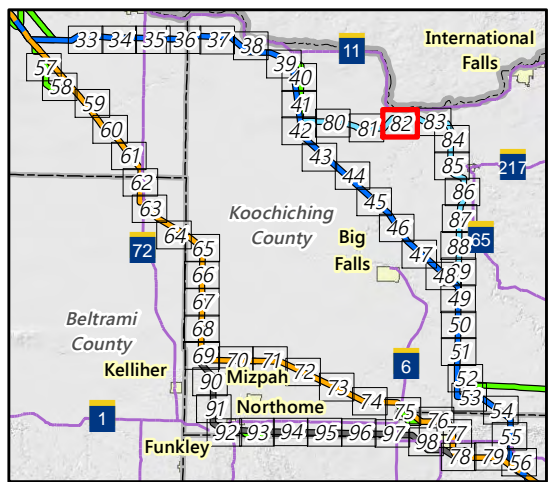 International
Falls
11
33 34 35 36 37 38 39 40
57
58
59
41
80 81 82 83
42
84
60
43
85
217
61
44
86
62
45
87
63
Koochiching
County
46
64
65
72
Big
Falls
47
88
65
48
89
66
49
67
50
Beltrami
County
68
51
6
69 70 71 72 73 74 75 76 77
Kelliher
90
Mizpah
52
53
54
1
91
Northome
55
92 93 94 95 96 97 98
Funkley
78 79 56